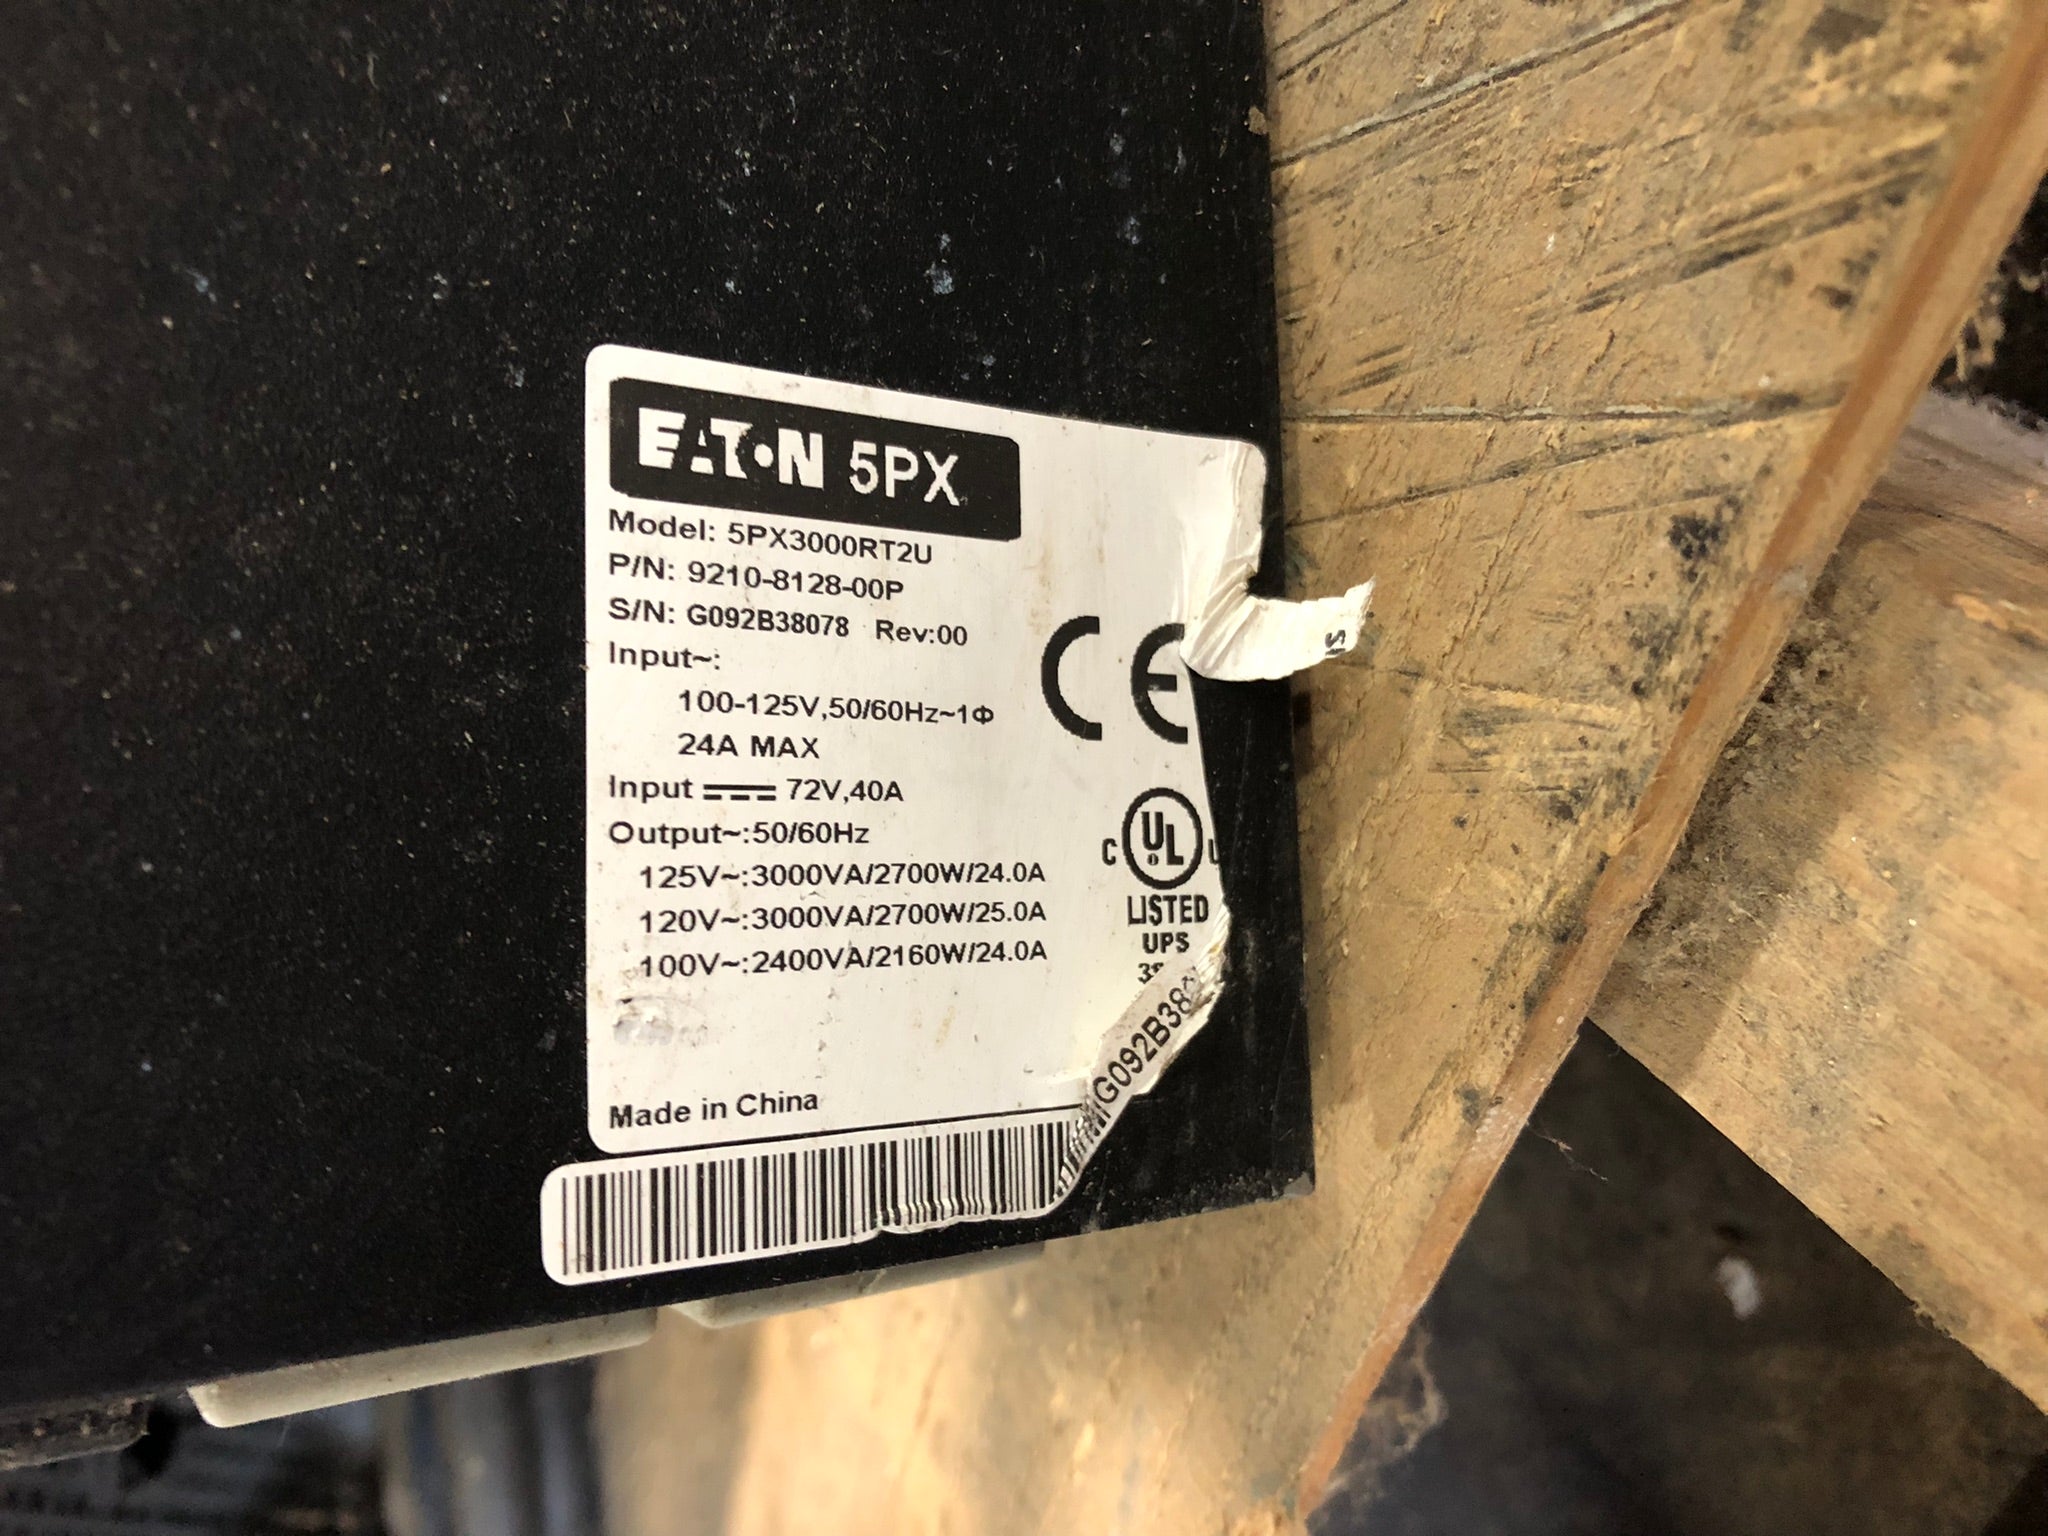 EATON 5PX
Model: 5PX3000RT2U
P/N: 9210-8128-00P
S/N: G092B38078 Rev:00
Input~:
100-125V,50/60Hz~1Φ
24A MAX
Input ⎓ 72V,40A
Output~:50/60Hz
125V~:3000VA/2700W/24.0A
120V~:3000VA/2700W/25.0A
100V~:2400VA/2160W/24.0A
Made in China
CE
C UL
LISTED
UPS
G092B38